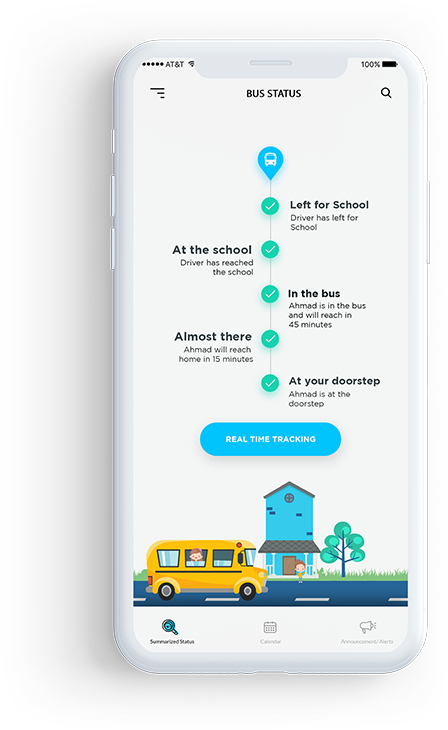 AT&T
100%
BUS STATUS
Left for School
Driver has left for
School
At the school
Driver has reached
the school
In the bus
Ahmad is in the bus
and will reach in
45 minutes
Almost there
Ahmad will reach
home in 15 minutes
At your doorstep
Ahmad is at the
doorstep
REAL TIME TRACKING
Summarized Status
Calendar
Announcement/ Alerts